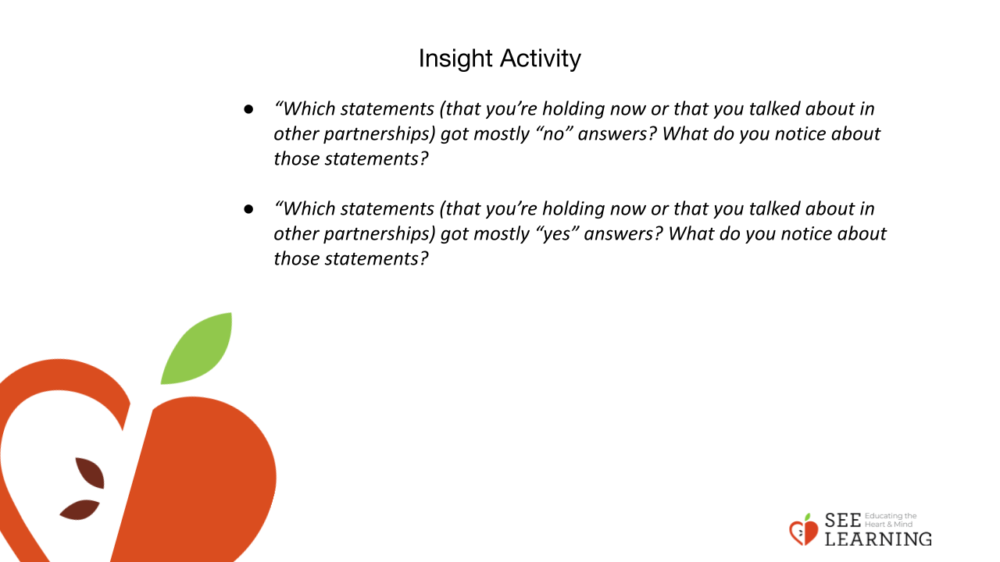 Insight Activity
● “Which statements (that you’re holding now or that you talked about in
other partnerships) got mostly “no” answers? What do you notice about
those statements?
● “Which statements (that you’re holding now or that you talked about in
other partnerships) got mostly “yes” answers? What do you notice about
those statements?
SEE Educating the
Heart & Mind
LEARNING